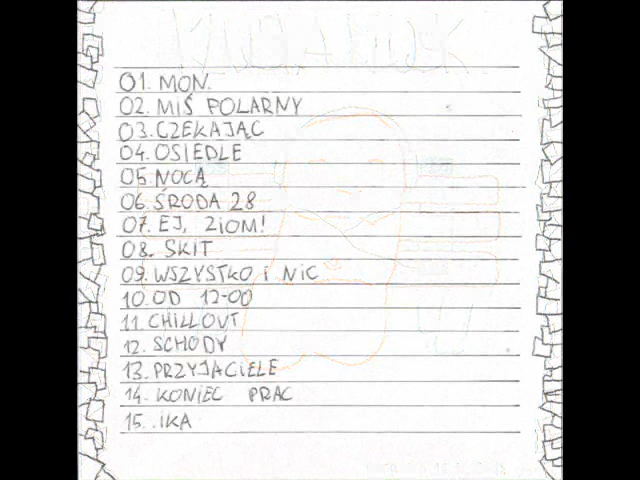 01. MON.
02. MIŚ POLARNY
03. CZEKAJĄC
04. OSIEDLE
05. NOCĄ
06. ŚRODA 28
07. EJ, ZIOM!
08. SKIT
09. WSZYSTKO i NiC
10. OD 12-00
11. CHILLOUT
12. SCHODY
13. PRZYJACIELE
14. KONIEC PRAC
15. .iKA